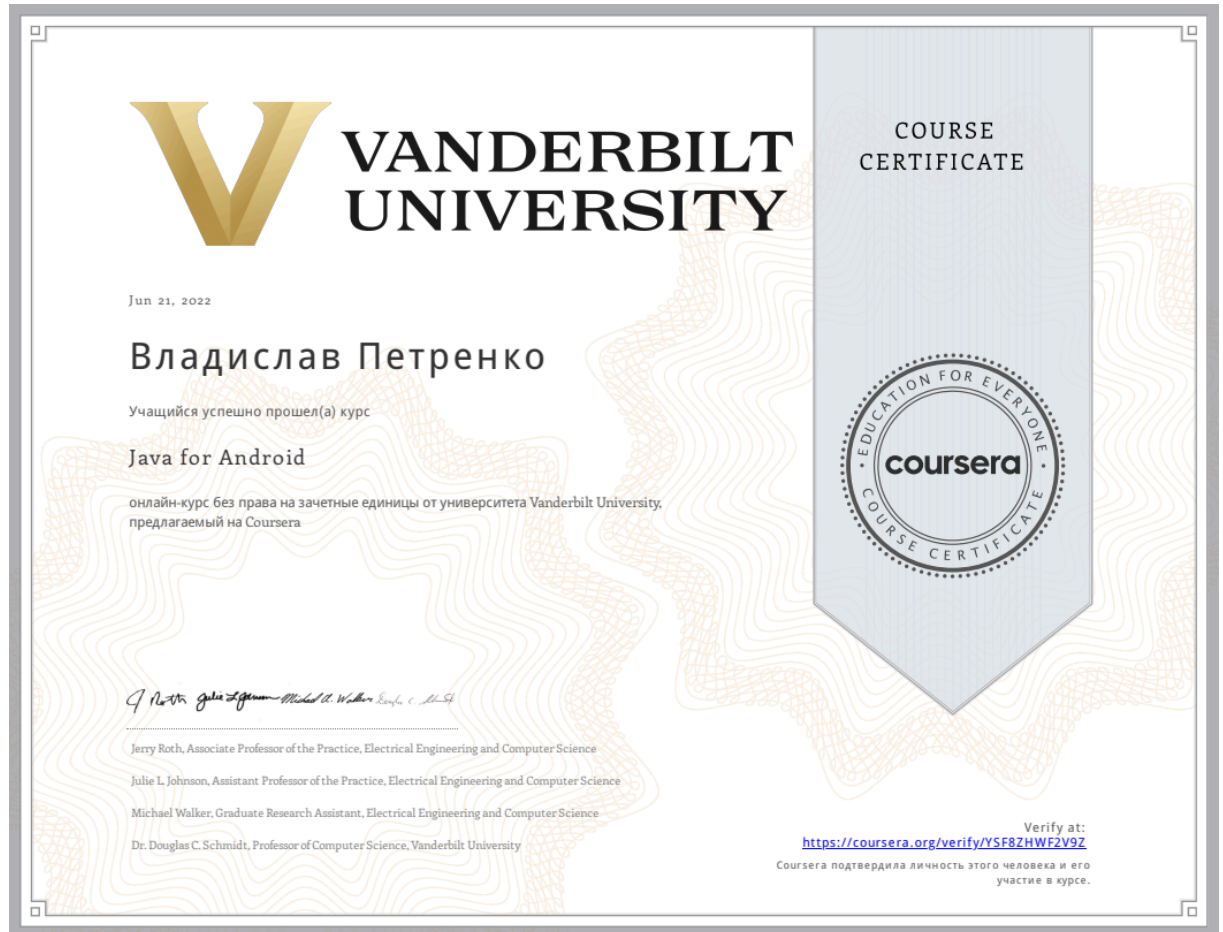 VANDERBILT
UNIVERSITY
COURSE
CERTIFICATE
Jun 21, 2022
Владислав Петренко
Учащийся успешно прошел(а) курс
Java for Android
онлайн-курс без права на зачетные единицы от университета Vanderbilt University,
предлагаемый на Coursera
EDUCATION FOR EVERYONE
coursera
COURSE CERTIFICATE
Jerry Roth, Associate Professor of the Practice, Electrical Engineering and Computer Science
Julie L. Johnson, Assistant Professor of the Practice, Electrical Engineering and Computer Science
Michael Walker, Graduate Research Assistant, Electrical Engineering and Computer Science
Dr. Douglas C. Schmidt, Professor of Computer Science, Vanderbilt University
Verify at:
https://coursera.org/verify/YSF8ZHWF2V9Z
Coursera подтвердила личность этого человека и его
участие в курсе.